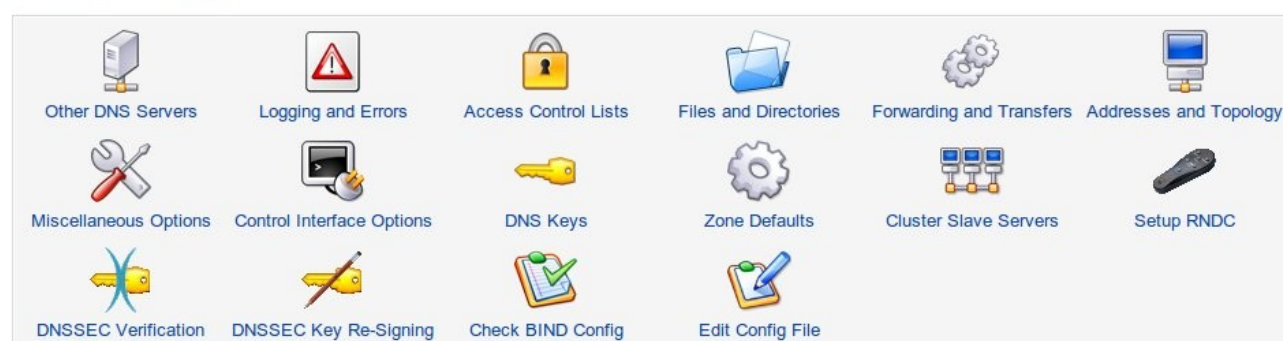 Other DNS Servers
Logging and Errors
Access Control Lists
Files and Directories
Forwarding and Transfers
Addresses and Topology
Miscellaneous Options
Control Interface Options
DNS Keys
Zone Defaults
Cluster Slave Servers
Setup RNDC
DNSSEC Verification
DNSSEC Key Re-Signing
Check BIND Config
Edit Config File